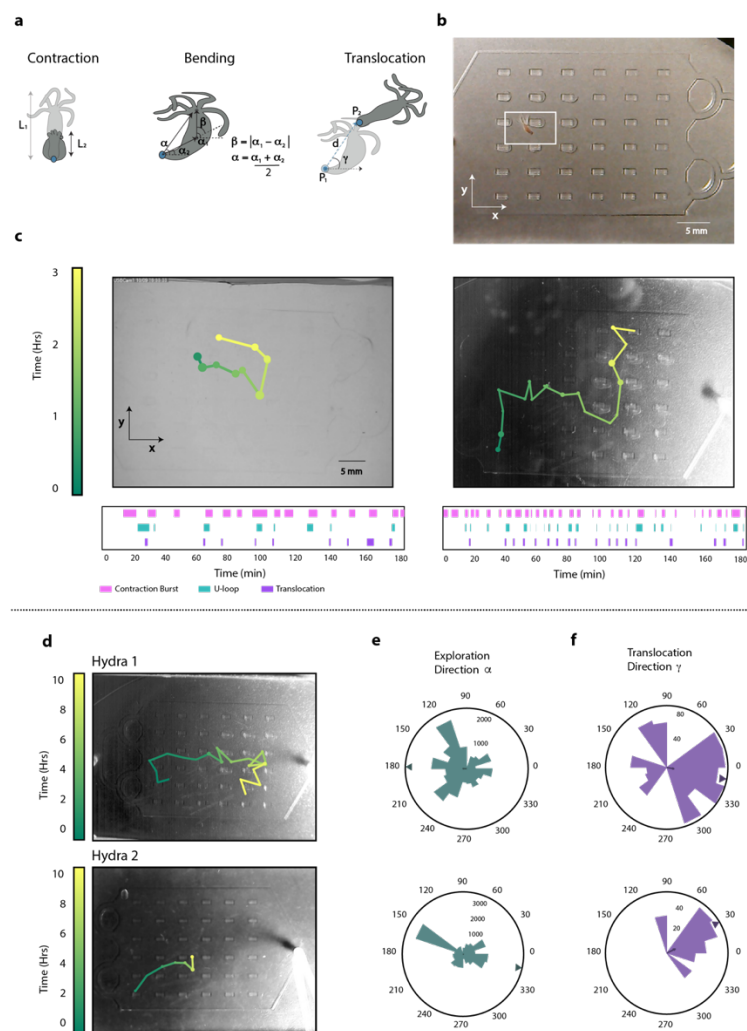 a
Contraction
Bending
Translocation
L₁
L₂
α
β
α₁
α₂
β = |α₁ − α₂|
α = α₁ + α₂
2
P₂
d
γ
P₁
b
y
x
5 mm
c
Time (Hrs)
3
2
1
0
y
x
5 mm
0 20 40 60 80 100 120 140 160 180
Time (min)
0 20 40 60 80 100 120 140 160 180
Time (min)
Contraction Burst
U-loop
Translocation
d
Hydra 1
Time (Hrs)
10
8
6
4
2
0
Hydra 2
Time (Hrs)
10
8
6
4
2
0
e
Exploration
Direction α
90
120 60
150 30
180 0
210 330
240 300
270
2000
1000
90
120 60
150 30
180 0
210 330
240 300
270
3000
2000
1000
f
Translocation
Direction γ
90
120 60
150 30
180 0
210 330
240 300
270
80
40
90
120 60
150 30
180 0
210 330
240 300
270
40
20